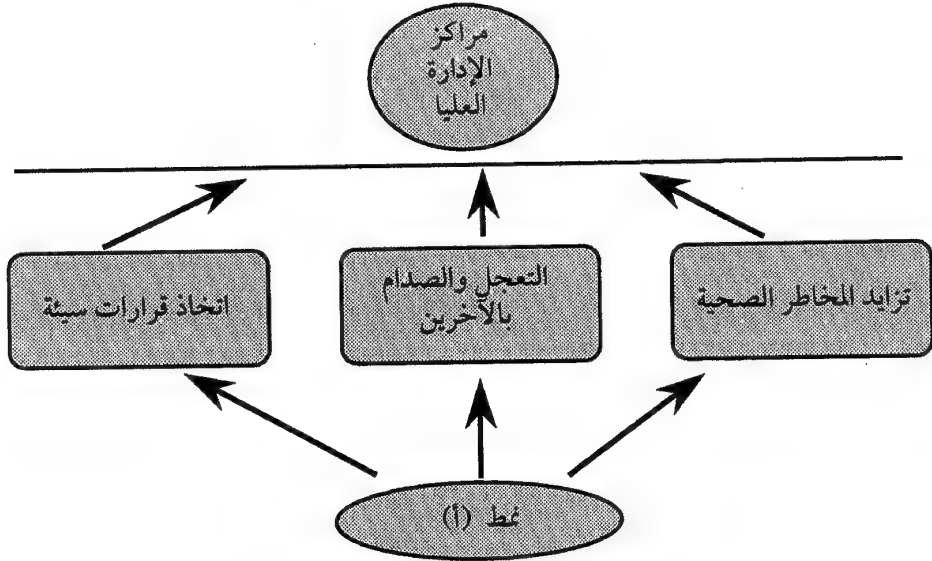 مراكز
الإدارة
العليا
تزايد المخاطر الصحية
التعجل والصدام
بالآخرين
اتخاذ قرارات سيئة
نمط (أ)